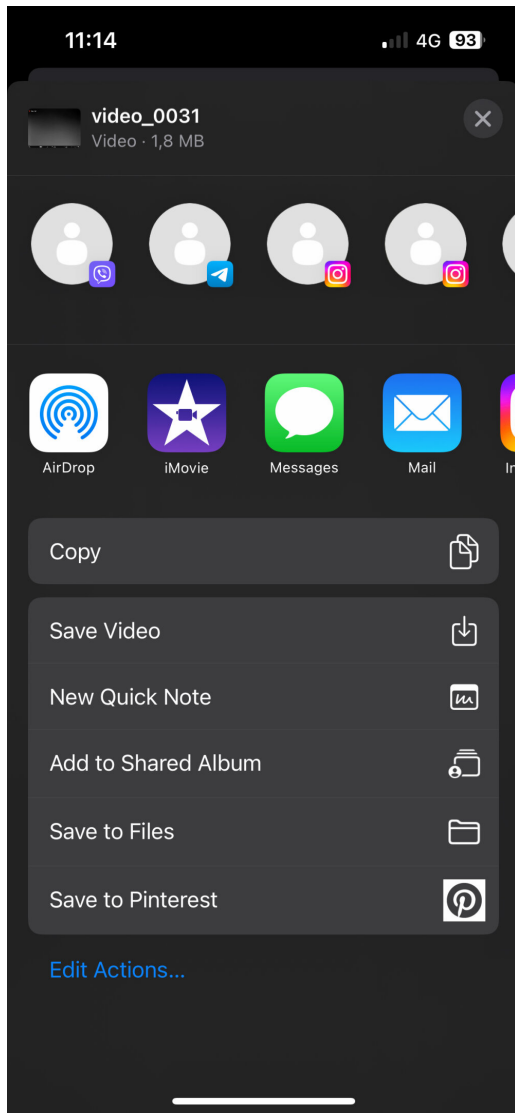 11:14
4G 93
video_0031
Video · 1,8 MB
AirDrop
iMovie
Messages
Mail
In
Copy
Save Video
New Quick Note
Add to Shared Album
Save to Files
Save to Pinterest
Edit Actions...